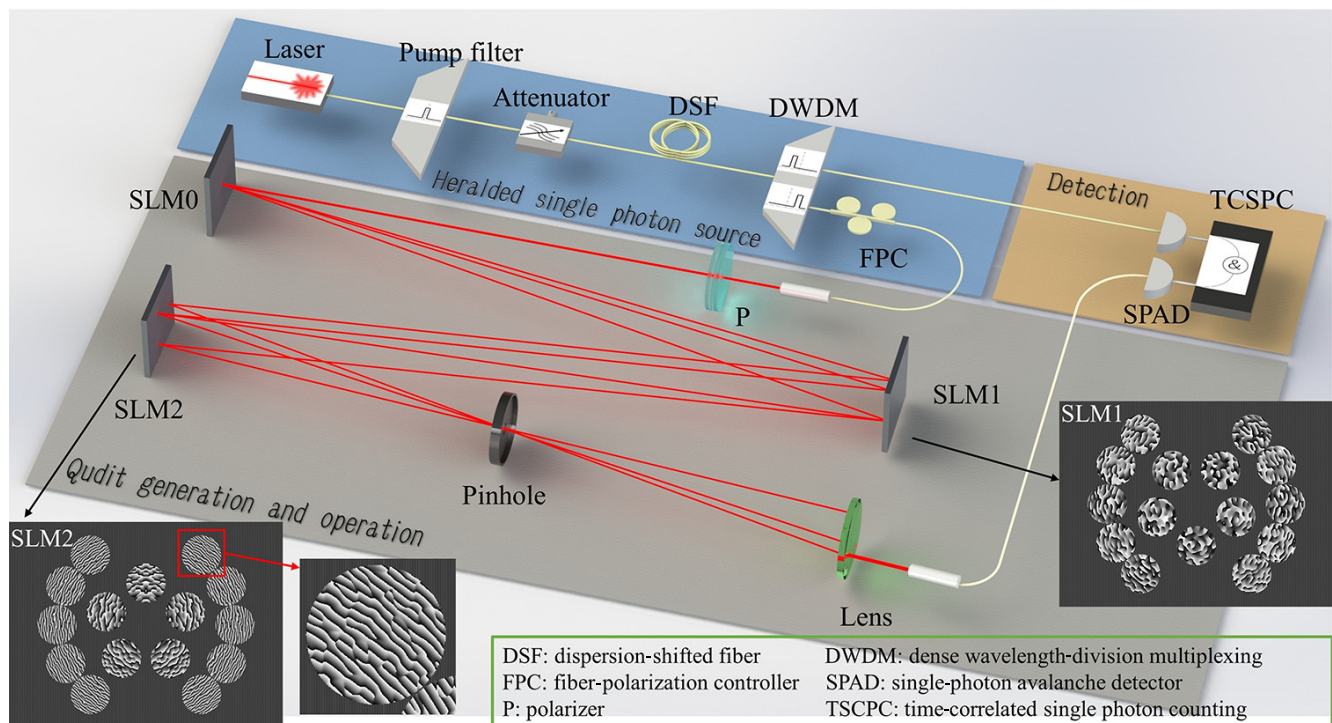 Laser
Pump filter
Attenuator
DSF
DWDM
Heralded single photon source
FPC
Detection
TCSPC
&
SPAD
SLM0
P
SLM1
SLM2
Pinhole
Qudit generation and operation
Lens
SLM1
SLM2
DSF: dispersion-shifted fiber
DWDM: dense wavelength-division multiplexing
FPC: fiber-polarization controller
SPAD: single-photon avalanche detector
P: polarizer
TSCPC: time-correlated single photon counting